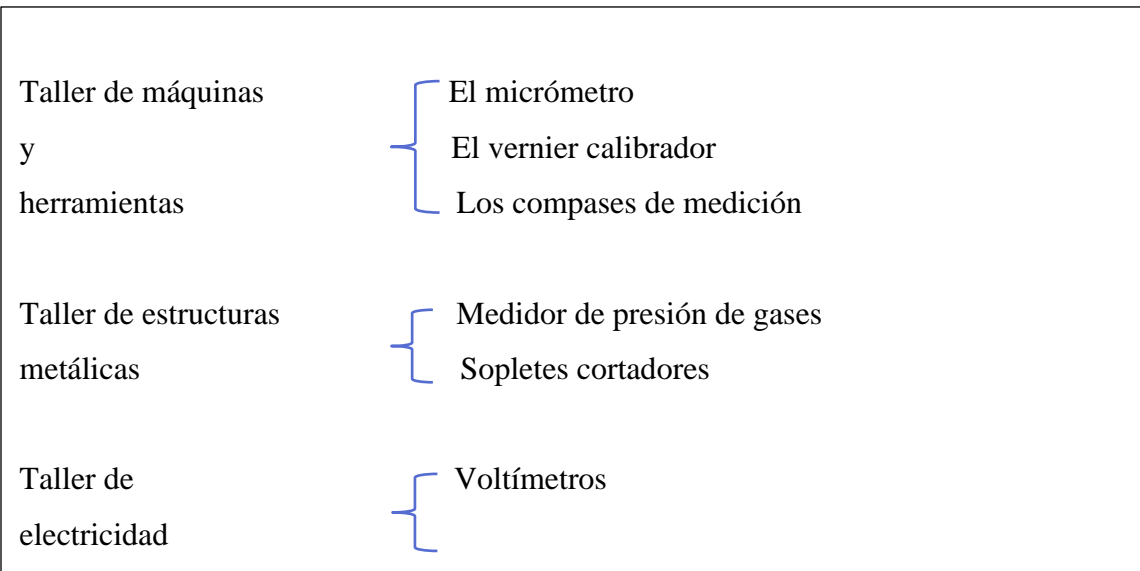 Taller de máquinas El micrómetro
y El vernier calibrador
herramientas Los compases de medición
Taller de estructuras Medidor de presión de gases
metálicas Sopletes cortadores
Taller de Voltímetros
electricidad